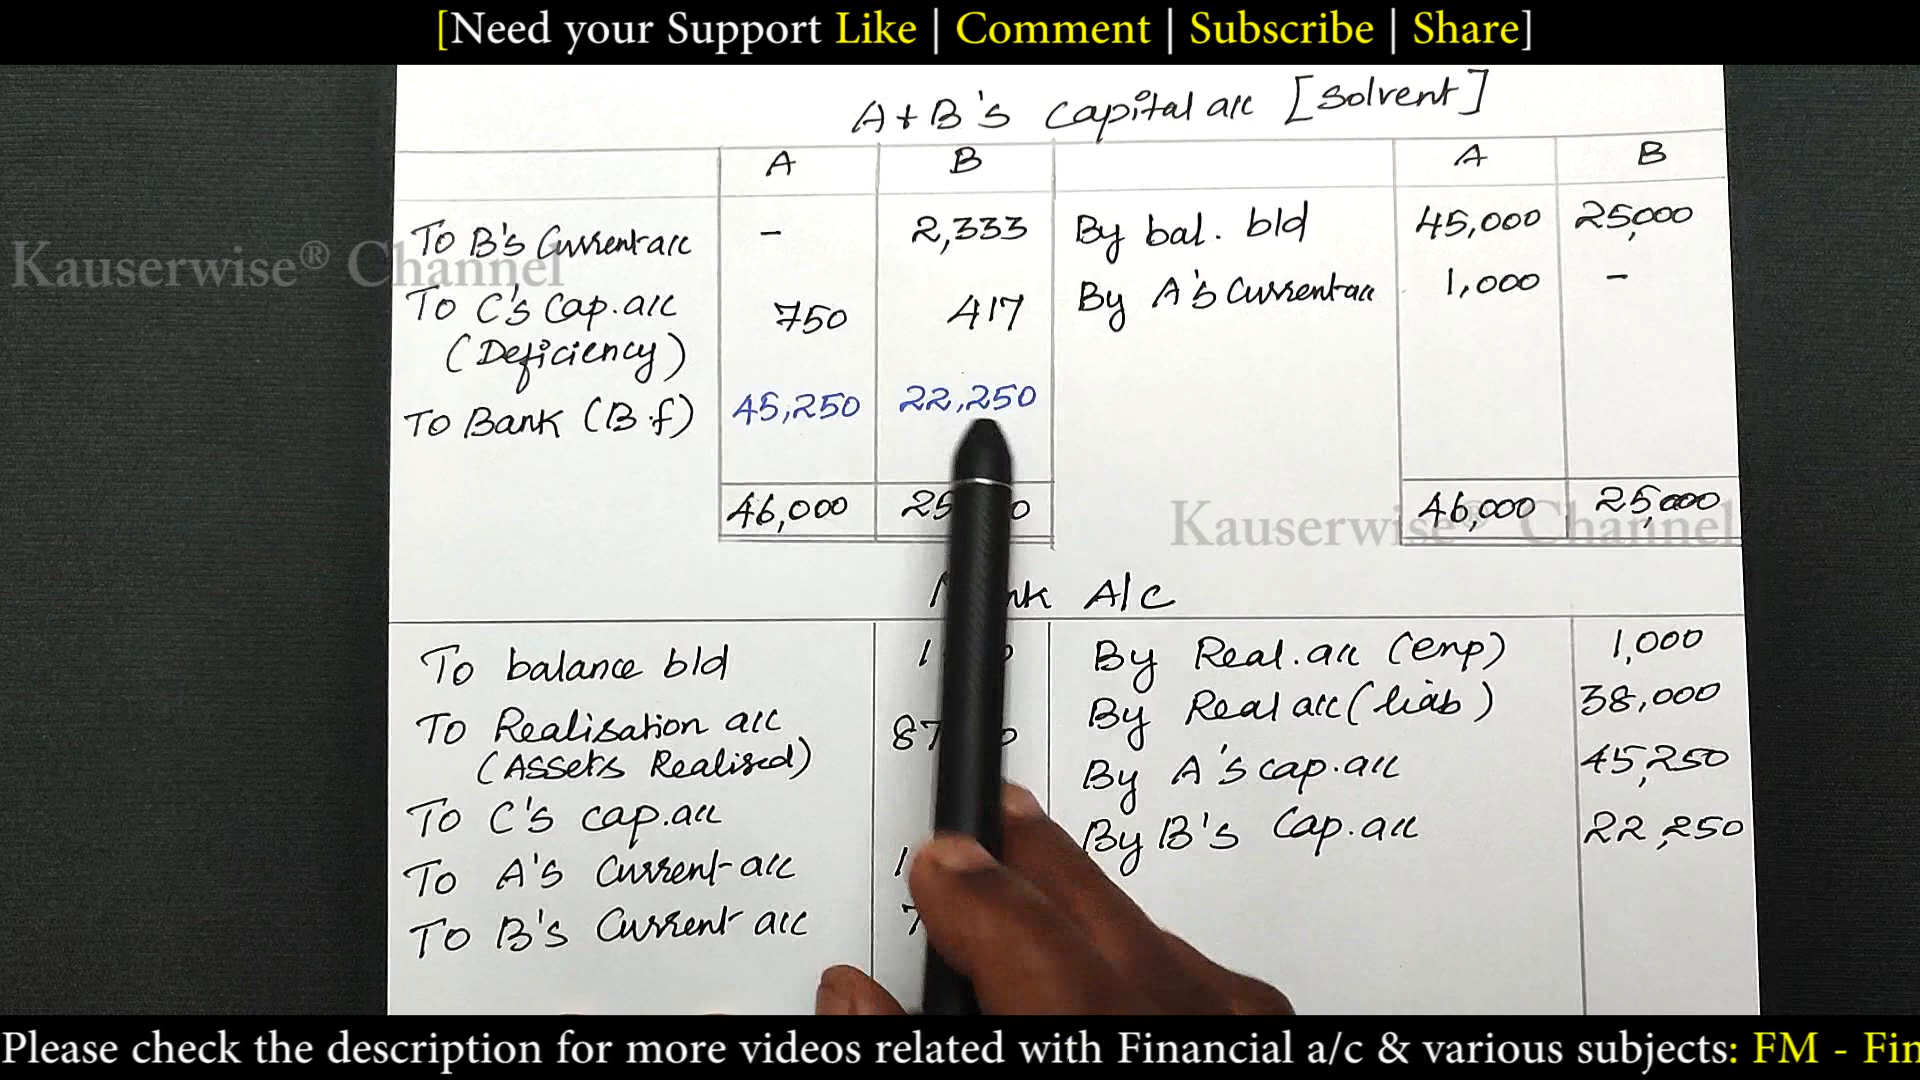 [Need your Support Like | Comment | Subscribe | Share]
A + B's Capital a/c [Solvent]
A B A B
To B's Current a/c - 2,333 By bal. b/d 45,000 25,000
Kauserwise® Channel
To C's Cap. a/c 750 417 By A's Current a/c 1,000 -
(Deficiency)
To Bank (B.f) 45,250 22,250
46,000 46,000 25,000
Kauserwise® Channel
A/C
To balance b/d By Real. a/c (exp) 1,000
To Realisation a/c By Real a/c (liab) 38,000
(Assets Realised) By A's cap. a/c 45,250
To C's cap. a/c By B's Cap. a/c 22,250
To A's Current a/c
To B's Current a/c
Please check the description for more videos related with Financial a/c & various subjects: FM - Fin